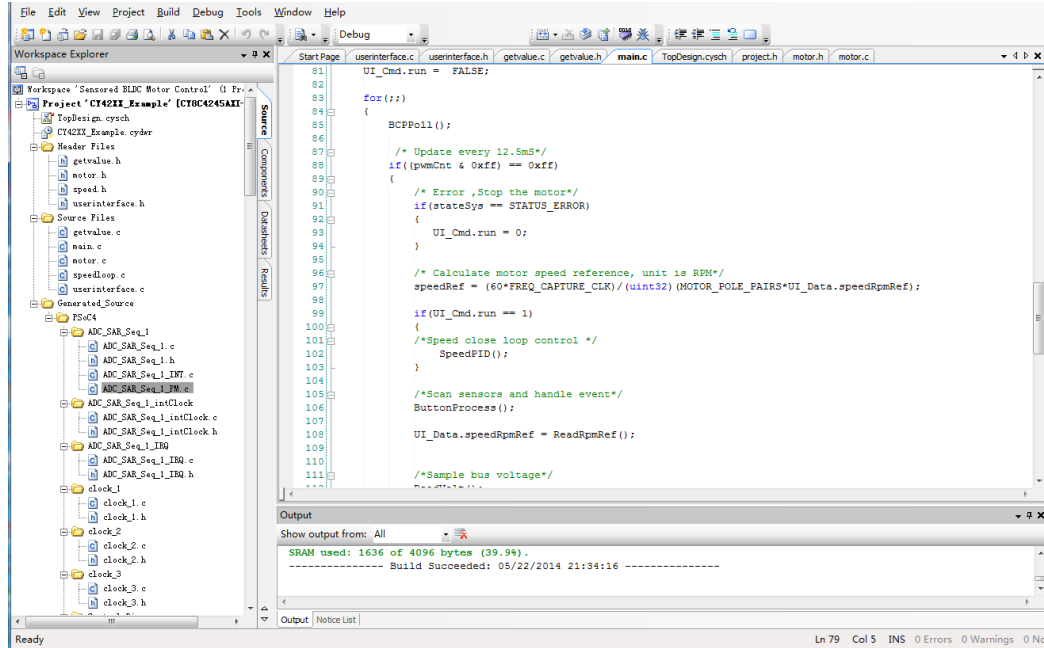 File Edit View Project Build Debug Tools Window Help
Debug
Workspace Explorer
Workspace 'Sensored BLDC Motor Control' (1 Pr
Project 'CY42XX_Example' [CY8C4245AXI-
TopDesign.cysch
CY42XX_Example.cydwr
Header Files
getvalue.h
motor.h
speed.h
userinterface.h
Source Files
getvalue.c
main.c
motor.c
speedloop.c
userinterface.c
Generated_Source
PSoC4
ADC_SAR_Seq_1
ADC_SAR_Seq_1.c
ADC_SAR_Seq_1.h
ADC_SAR_Seq_1_INT.c
ADC_SAR_Seq_1_PM.c
ADC_SAR_Seq_1_intClock
ADC_SAR_Seq_1_intClock.c
ADC_SAR_Seq_1_intClock.h
ADC_SAR_Seq_1_IRQ
ADC_SAR_Seq_1_IRQ.c
ADC_SAR_Seq_1_IRQ.h
clock_1
clock_1.c
clock_1.h
clock_2
clock_2.c
clock_2.h
clock_3
clock_3.c
clock_3.h
Source
Components
Datasheets
Results
Start Page userinterface.c userinterface.h getvalue.c getvalue.h main.c TopDesign.cysch project.h motor.h motor.c
81 UI_Cmd.run = FALSE;
82
83 for(;;)
84 {
85 BCPPoll();
86
87 /* Update every 12.5mS*/
88 if((pwmCnt & 0xff) == 0xff)
89 {
90 /* Error ,Stop the motor*/
91 if(stateSys == STATUS_ERROR)
92 {
93 UI_Cmd.run = 0;
94 }
95
96 /* Calculate motor speed reference, unit is RPM*/
97 speedRef = (60*FREQ_CAPTURE_CLK)/(uint32)(MOTOR_POLE_PAIRS*UI_Data.speedRpmRef);
98
99 if(UI_Cmd.run == 1)
100 {
101 /*Speed close loop control */
102 SpeedPID();
103 }
104
105 /*Scan sensors and handle event*/
106 ButtonProcess();
107
108 UI_Data.speedRpmRef = ReadRpmRef();
109
110
111 /*Sample bus voltage*/
Output
Show output from: All
SRAM used: 1636 of 4096 bytes (39.9%).
--------------- Build Succeeded: 05/22/2014 21:34:16 ---------------
Output Notice List
Ready Ln 79 Col 5 INS 0 Errors 0 Warnings 0 No